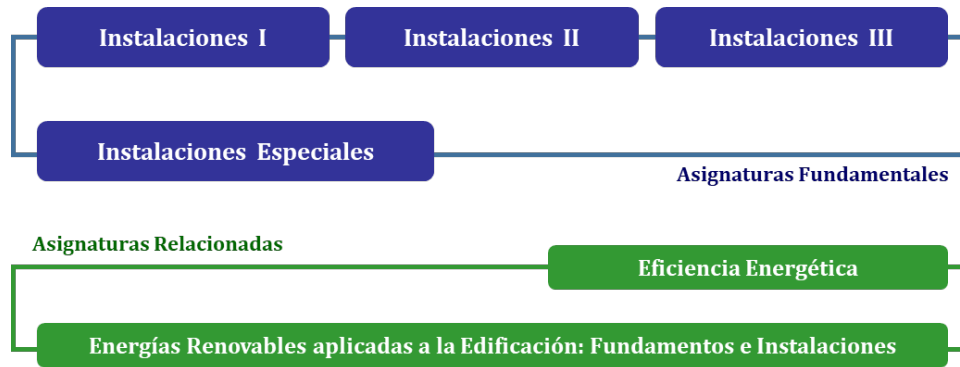 Instalaciones I
Instalaciones II
Instalaciones III
Instalaciones Especiales
Asignaturas Fundamentales
Asignaturas Relacionadas
Eficiencia Energética
Energías Renovables aplicadas a la Edificación: Fundamentos e Instalaciones